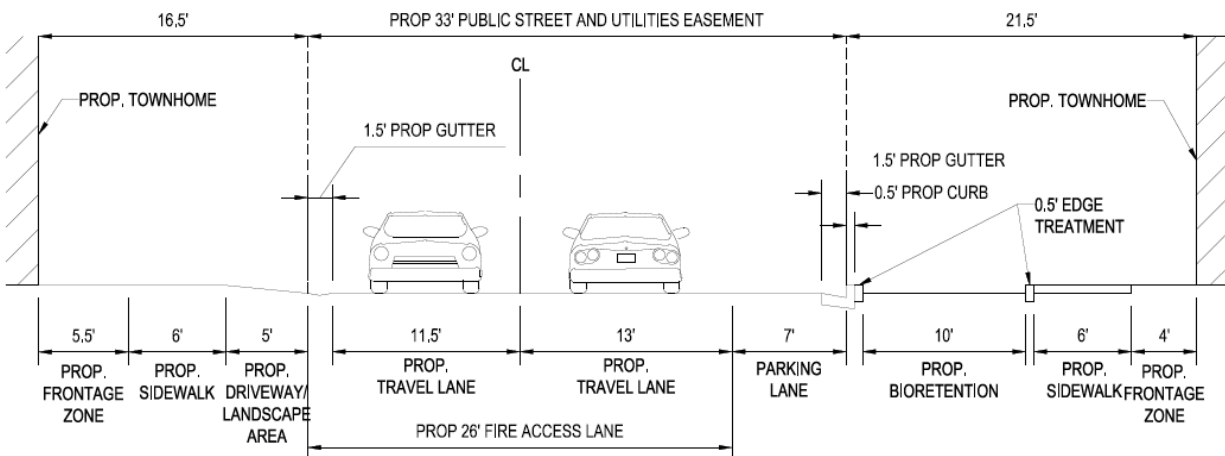 16.5'
PROP 33' PUBLIC STREET AND UTILITIES EASEMENT
21.5'
CL
PROP. TOWNHOME
PROP. TOWNHOME
1.5' PROP GUTTER
1.5' PROP GUTTER
0.5' PROP CURB
0.5' EDGE
TREATMENT
5.5'
PROP.
FRONTAGE
ZONE
6'
PROP.
SIDEWALK
5'
PROP.
DRIVEWAY/
LANDSCAPE
AREA
11.5'
PROP.
TRAVEL LANE
13'
PROP.
TRAVEL LANE
7'
PARKING
LANE
10'
PROP.
BIORETENTION
6'
PROP.
SIDEWALK
4'
PROP.
FRONTAGE
ZONE
PROP 26' FIRE ACCESS LANE